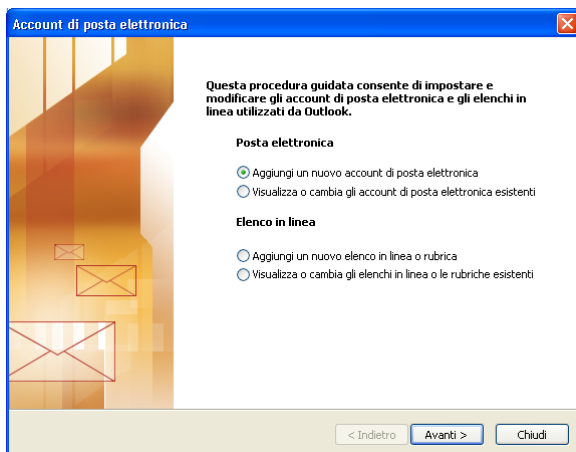 Account di posta elettronica
Questa procedura guidata consente di impostare e
modificare gli account di posta elettronica e gli elenchi in
linea utilizzati da Outlook.
Posta elettronica
Aggiungi un nuovo account di posta elettronica
Visualizza o cambia gli account di posta elettronica esistenti
Elenco in linea
Aggiungi un nuovo elenco in linea o rubrica
Visualizza o cambia gli elenchi in linea o le rubriche esistenti
< Indietro
Avanti >
Chiudi